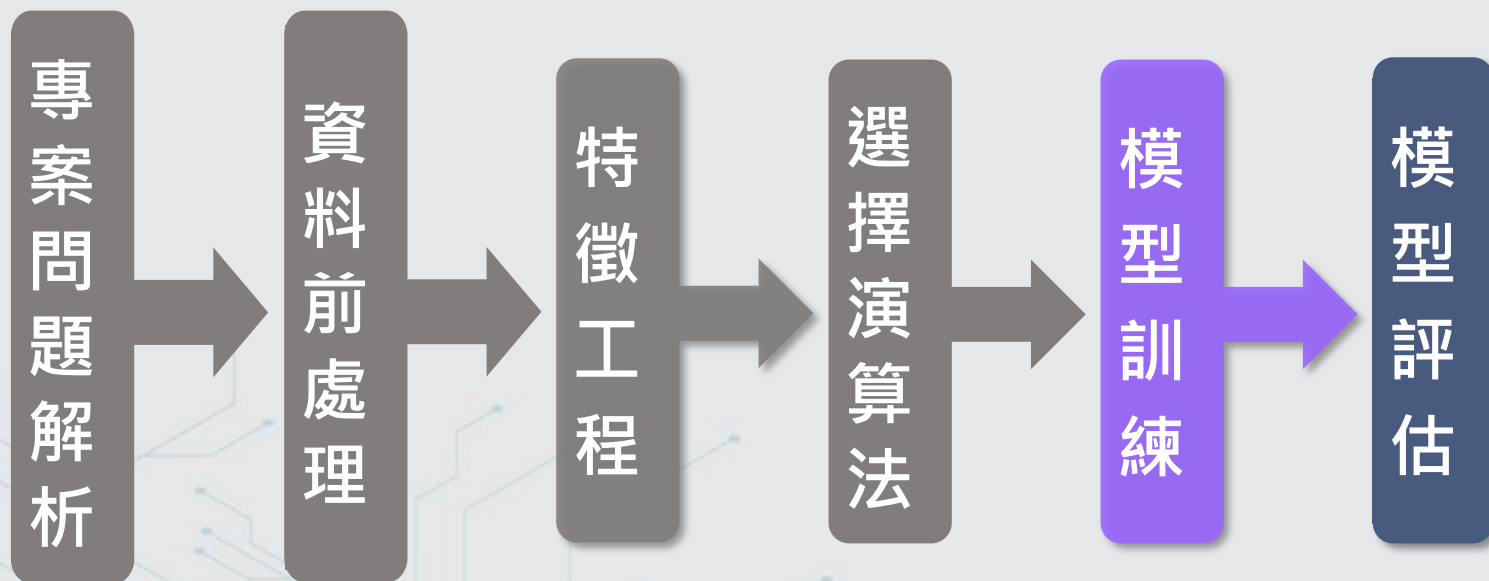 專案問題解析
資料前處理
特徵工程
選擇演算法
模型訓練
模型評估